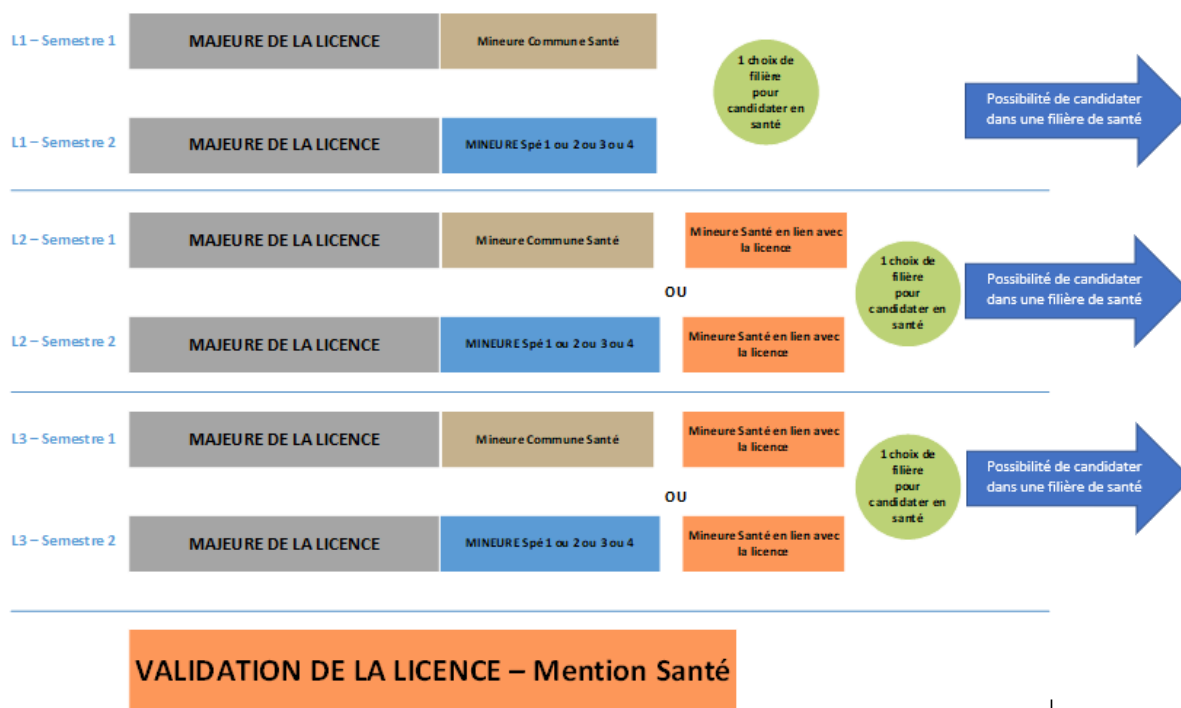 L1 – Semestre 1
MAJEURE DE LA LICENCE
Mineure Commune Santé
1 choix de
filière
pour
candidater en
santé
Possibilité de candidater
dans une filière de santé
L1 – Semestre 2
MAJEURE DE LA LICENCE
MINEURE Spé 1 ou 2 ou 3 ou 4
L2 – Semestre 1
MAJEURE DE LA LICENCE
Mineure Commune Santé
Mineure Santé en lien avec
la licence
OU
1 choix de
filière
pour
candidater en
santé
Possibilité de candidater
dans une filière de santé
L2 – Semestre 2
MAJEURE DE LA LICENCE
MINEURE Spé 1 ou 2 ou 3 ou 4
Mineure Santé en lien avec
la licence
L3 – Semestre 1
MAJEURE DE LA LICENCE
Mineure Commune Santé
Mineure Santé en lien avec
la licence
OU
1 choix de
filière
pour
candidater en
santé
Possibilité de candidater
dans une filière de santé
L3 – Semestre 2
MAJEURE DE LA LICENCE
MINEURE Spé 1 ou 2 ou 3 ou 4
Mineure Santé en lien avec
la licence
VALIDATION DE LA LICENCE – Mention Santé